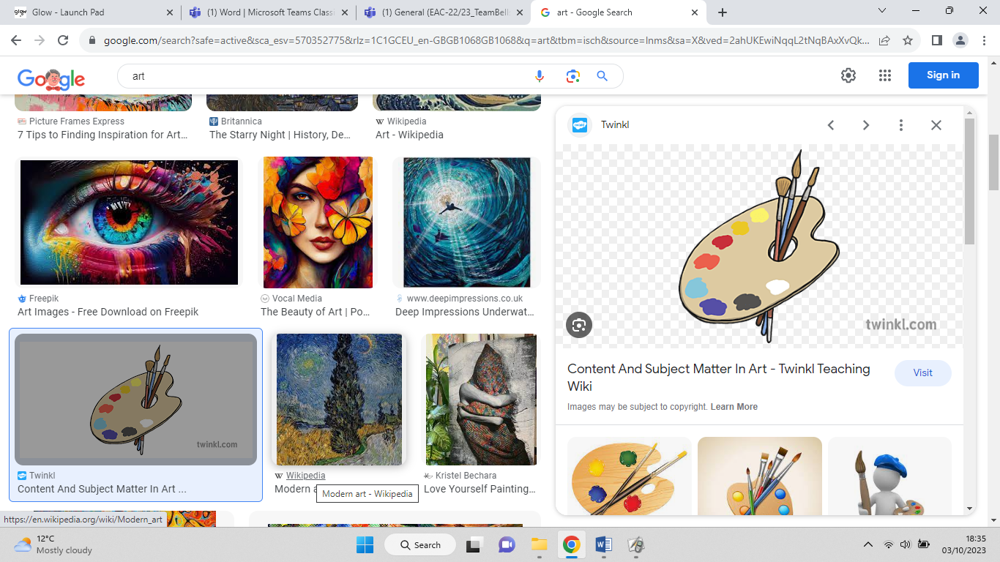 glow Glow - Launch Pad
(1) Word | Microsoft Teams Classi
(1) General (EAC-22/23_TeamBell
art - Google Search
google.com/search?safe=active&sca_esv=570352775&rlz=1C1GCEU_en-GBGB1068GB1068&q=art&tbm=isch&source=lnms&sa=X&ved=2ahUKEwiNqqL2tNqBAxXvQk...
Google
art
Sign in
Picture Frames Express
7 Tips to Finding Inspiration for Art...
Britannica
The Starry Night | History, De...
W Wikipedia
Art - Wikipedia
Freepik
Art Images - Free Download on Freepik
Vocal Media
The Beauty of Art | Po...
www.deepimpressions.co.uk
Deep Impressions Underwat...
twinkl.com
Twinkl
Content And Subject Matter In Art ...
W Wikipedia
Modern a
Modern art - Wikipedia
Kristel Bechara
Love Yourself Painting...
Twinkl
twinkl.com
Content And Subject Matter In Art - Twinkl Teaching
Wiki
Visit
Images may be subject to copyright. Learn More
https://en.wikipedia.org/wiki/Modern_art
12°C
Mostly cloudy
Search
W
18:35
03/10/2023